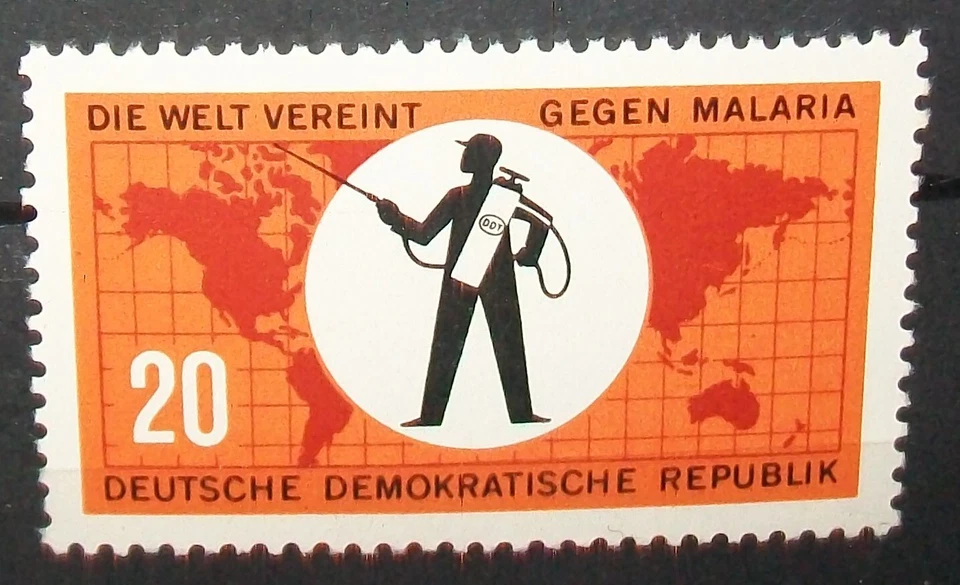 DIE WELT VEREINT GEGEN MALARIA
DDT
20
DEUTSCHE DEMOKRATISCHE REPUBLIK